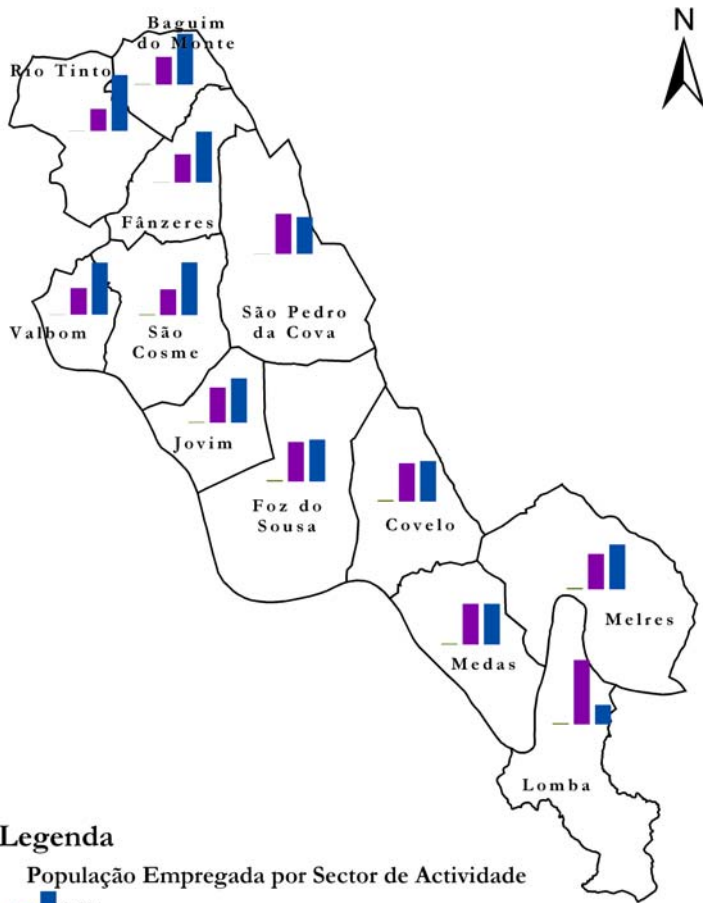 N
Baguim
do Monte
Rio Tinto
Fânzeres
São Pedro
da Cova
Valbom
São
Cosme
Jovim
Foz do
Sousa
Covelo
Melres
Medas
Lomba
Legenda
População Empregada por Sector de Actividade